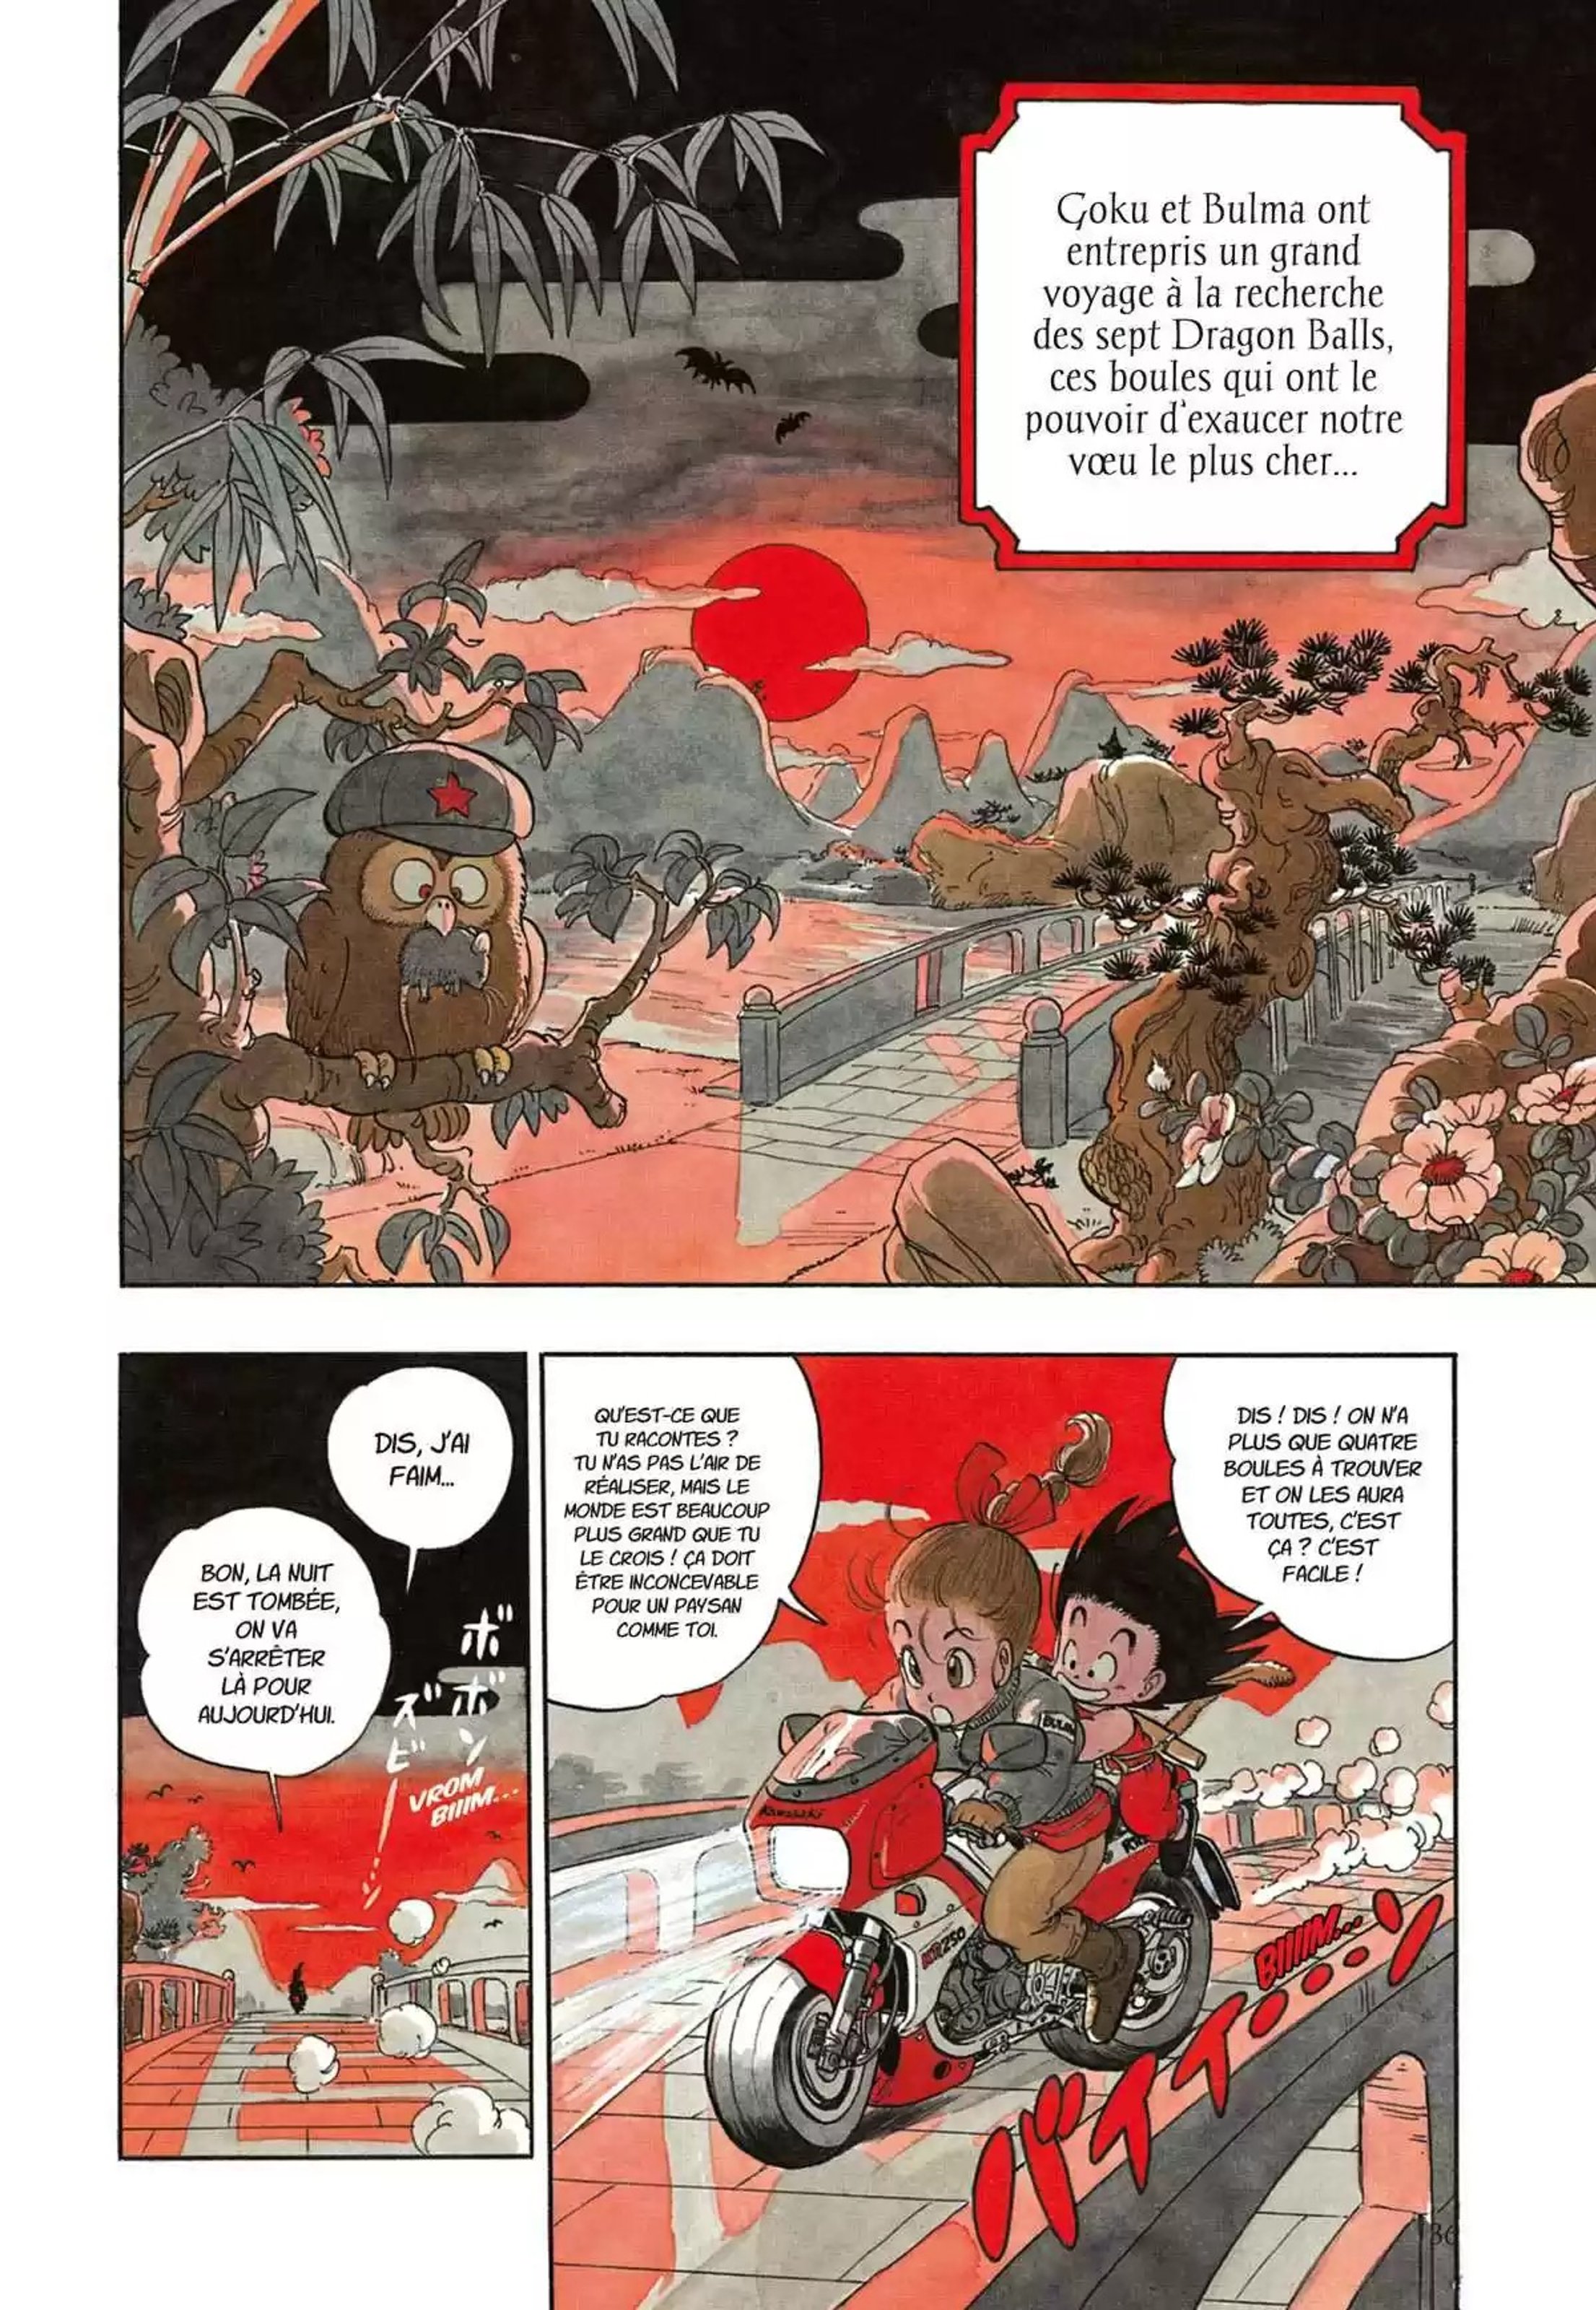 Goku et Bulma ont
entrepris un grand
voyage à la recherche
des sept Dragon Balls,
ces boules qui ont le
pouvoir d'exaucer notre
vœu le plus cher...
DIS ! DIS ! ON N'A
PLUS QUE QUATRE
BOULES À TROUVER
ET ON LES AURA
TOUTES, C'EST
ÇA ? C'EST
FACILE !
QU'EST-CE QUE
TU RACONTES ?
TU N'AS PAS L'AIR DE
RÉALISER, MAIS LE
MONDE EST BEAUCOUP
PLUS GRAND QUE TU
LE CROIS ! ÇA DOIT
ÊTRE INCONCEVABLE
POUR UN PAYSAN
COMME TOI.
Kawasaki
KR250
BIIIIM...
バイイイ...ン
DIS, J'AI
FAIM...
BON, LA NUIT
EST TOMBÉE,
ON VA
S'ARRÊTER
LÀ POUR
AUJOURD'HUI.
ボボン
ズビー
VROM
BIIIM...